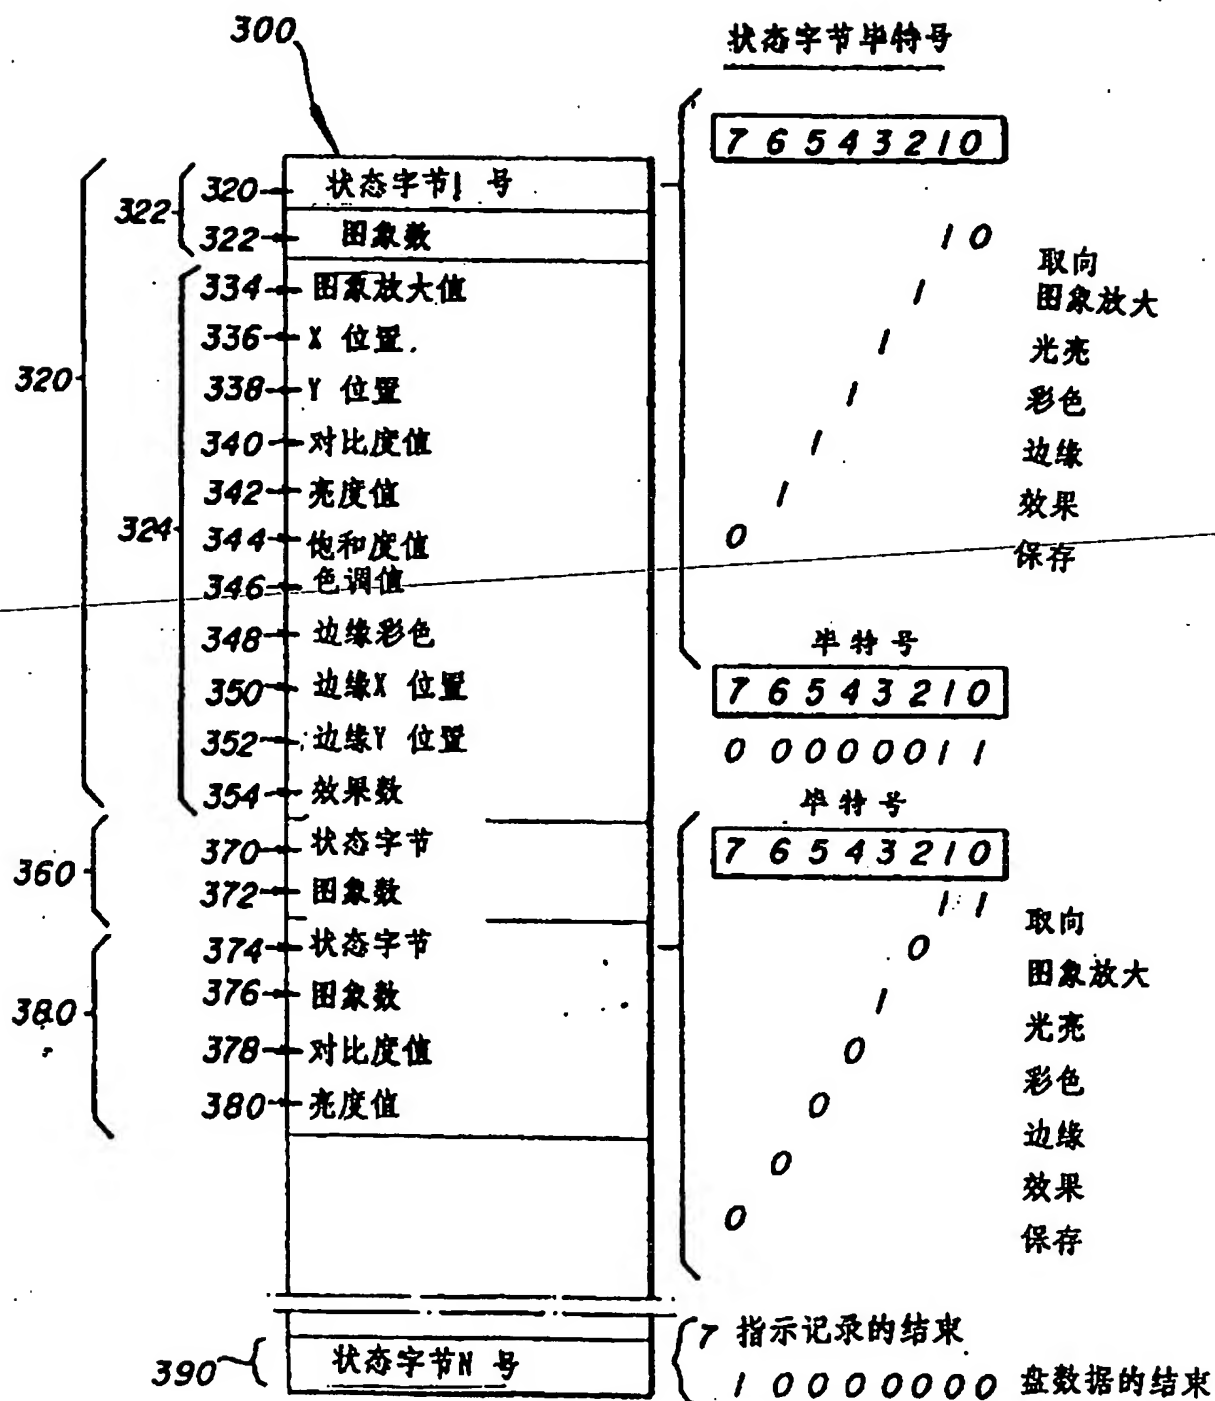 300
状态字节毕特号
7 6 5 4 3 2 1 0
320 状态字节1 号
322
322 图象数
1 0 取向
334 图象放大值
1 图象放大
336 X 位置.
1 光亮
320
338 Y 位置
1 彩色
340 对比度值
1 边缘
342 亮度值
1 效果
324
344 饱和度值
0 保存
346 色调值
348 边缘彩色
毕特号
350 边缘X 位置
7 6 5 4 3 2 1 0
352 边缘Y 位置
0 0 0 0 0 0 1 1
354 效果数
毕特号
370 状态字节
7 6 5 4 3 2 1 0
360
372 图象数
1 1 取向
374 状态字节
0 图象放大
376 图象数
1 光亮
380
378 对比度值
0 彩色
380 亮度值
0 边缘
0 效果
0 保存
7 指示记录的结束
390 状态字节N 号
1 0 0 0 0 0 0 0 盘数据的结束